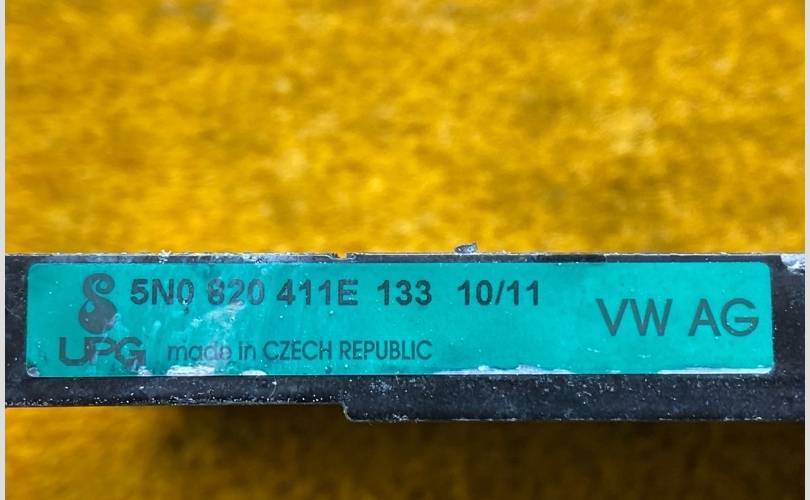 5N0 820 411E 133 10/11
VW AG
UPG made in CZECH REPUBLIC